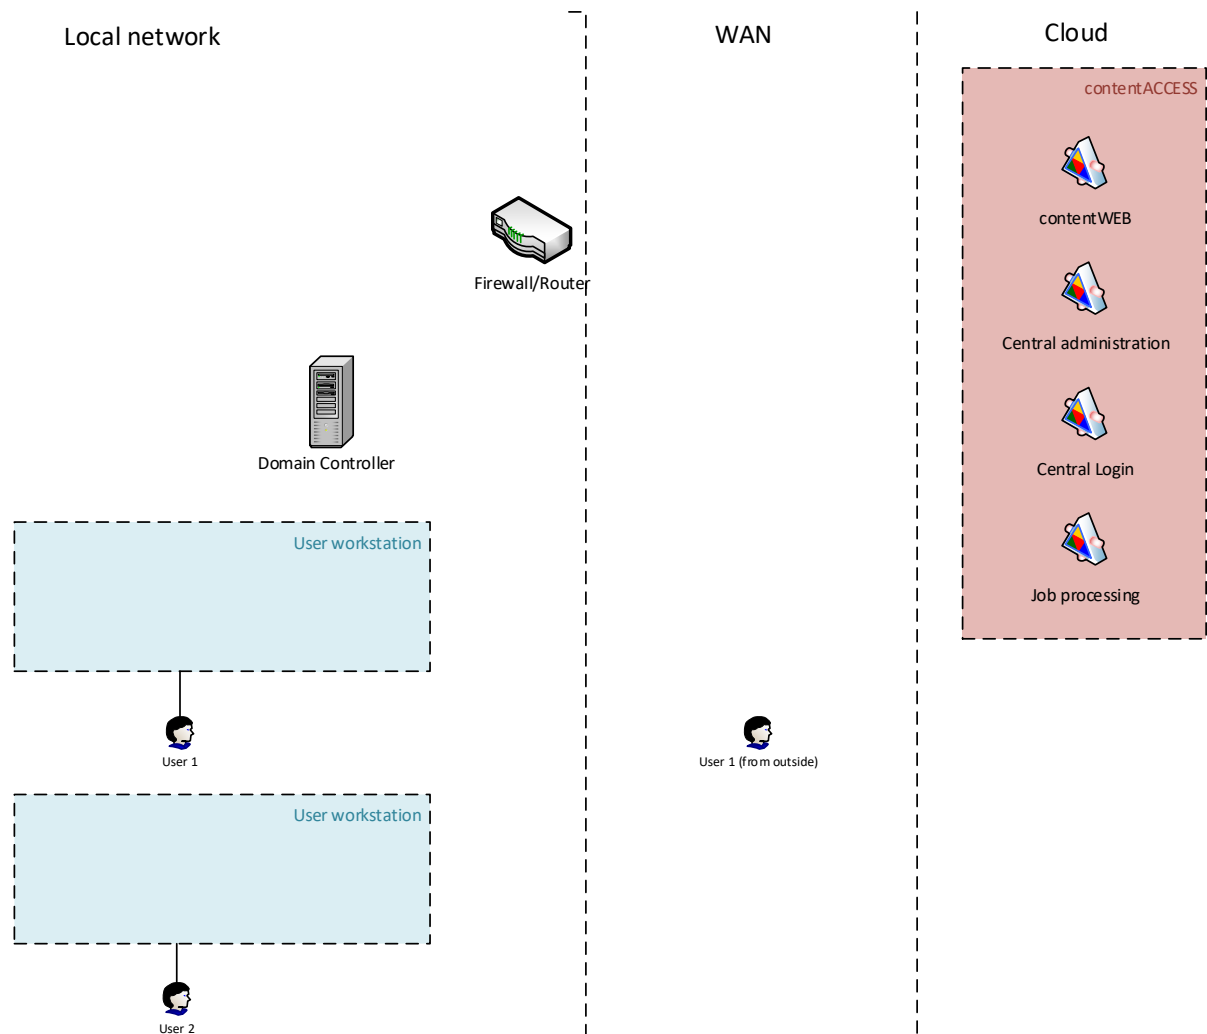 Local network
WAN
Cloud
contentACCESS
contentWEB
Firewall/Router
Central administration
Domain Controller
Central Login
User workstation
Job processing
User 1
User 1 (from outside)
User workstation
User 2